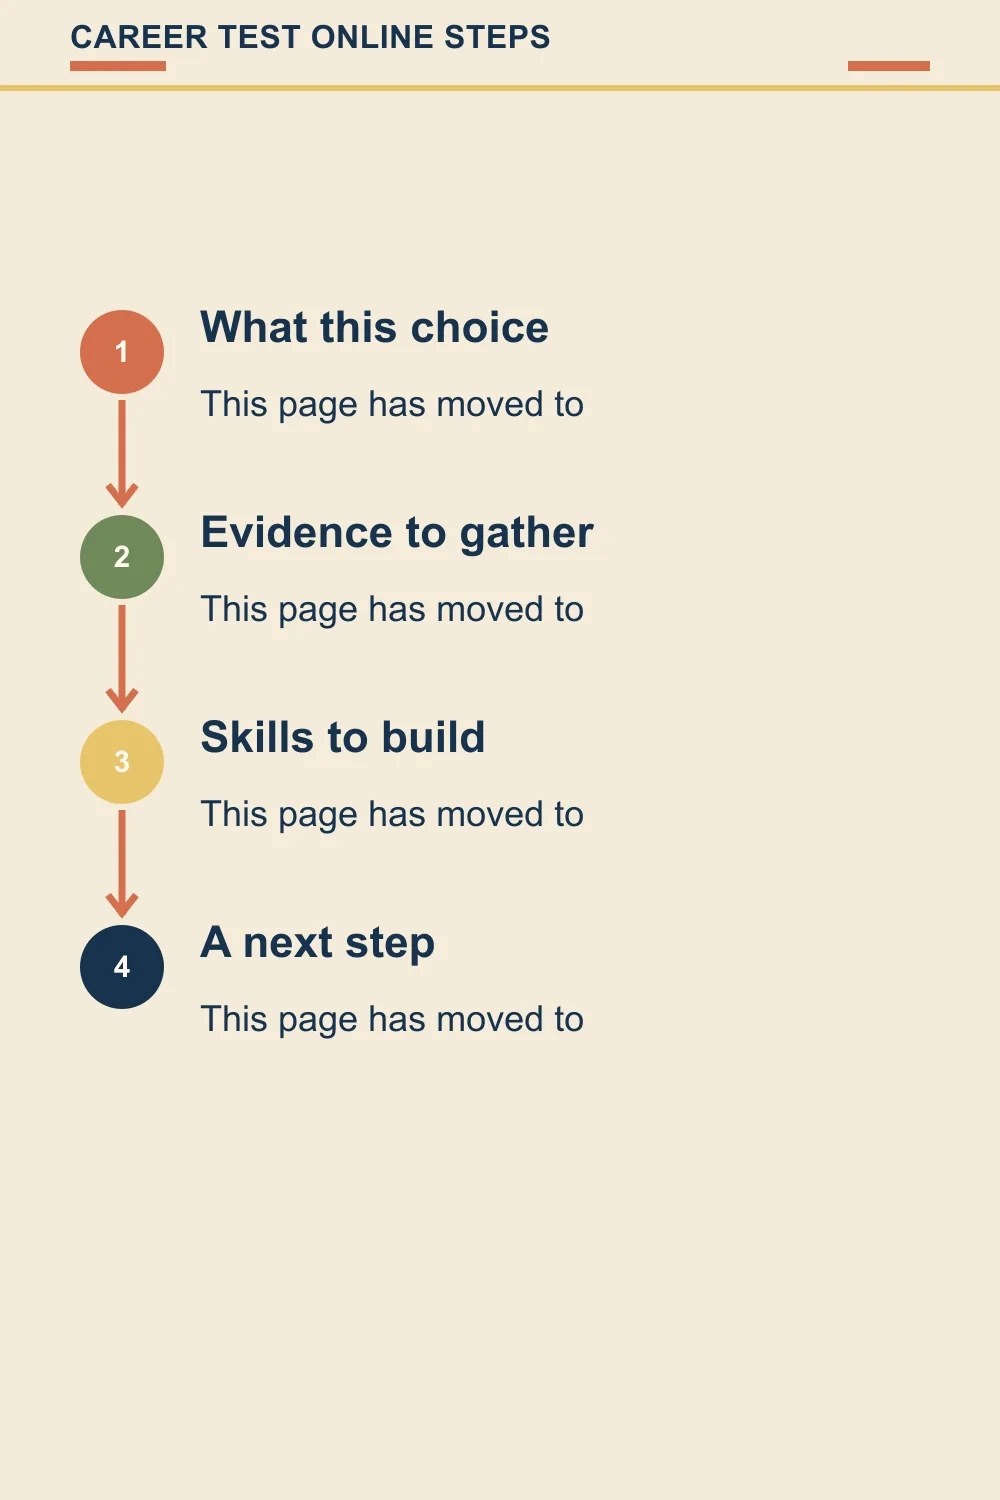 CAREER TEST ONLINE STEPS
1
What this choice
This page has moved to
2
Evidence to gather
This page has moved to
3
Skills to build
This page has moved to
4
A next step
This page has moved to